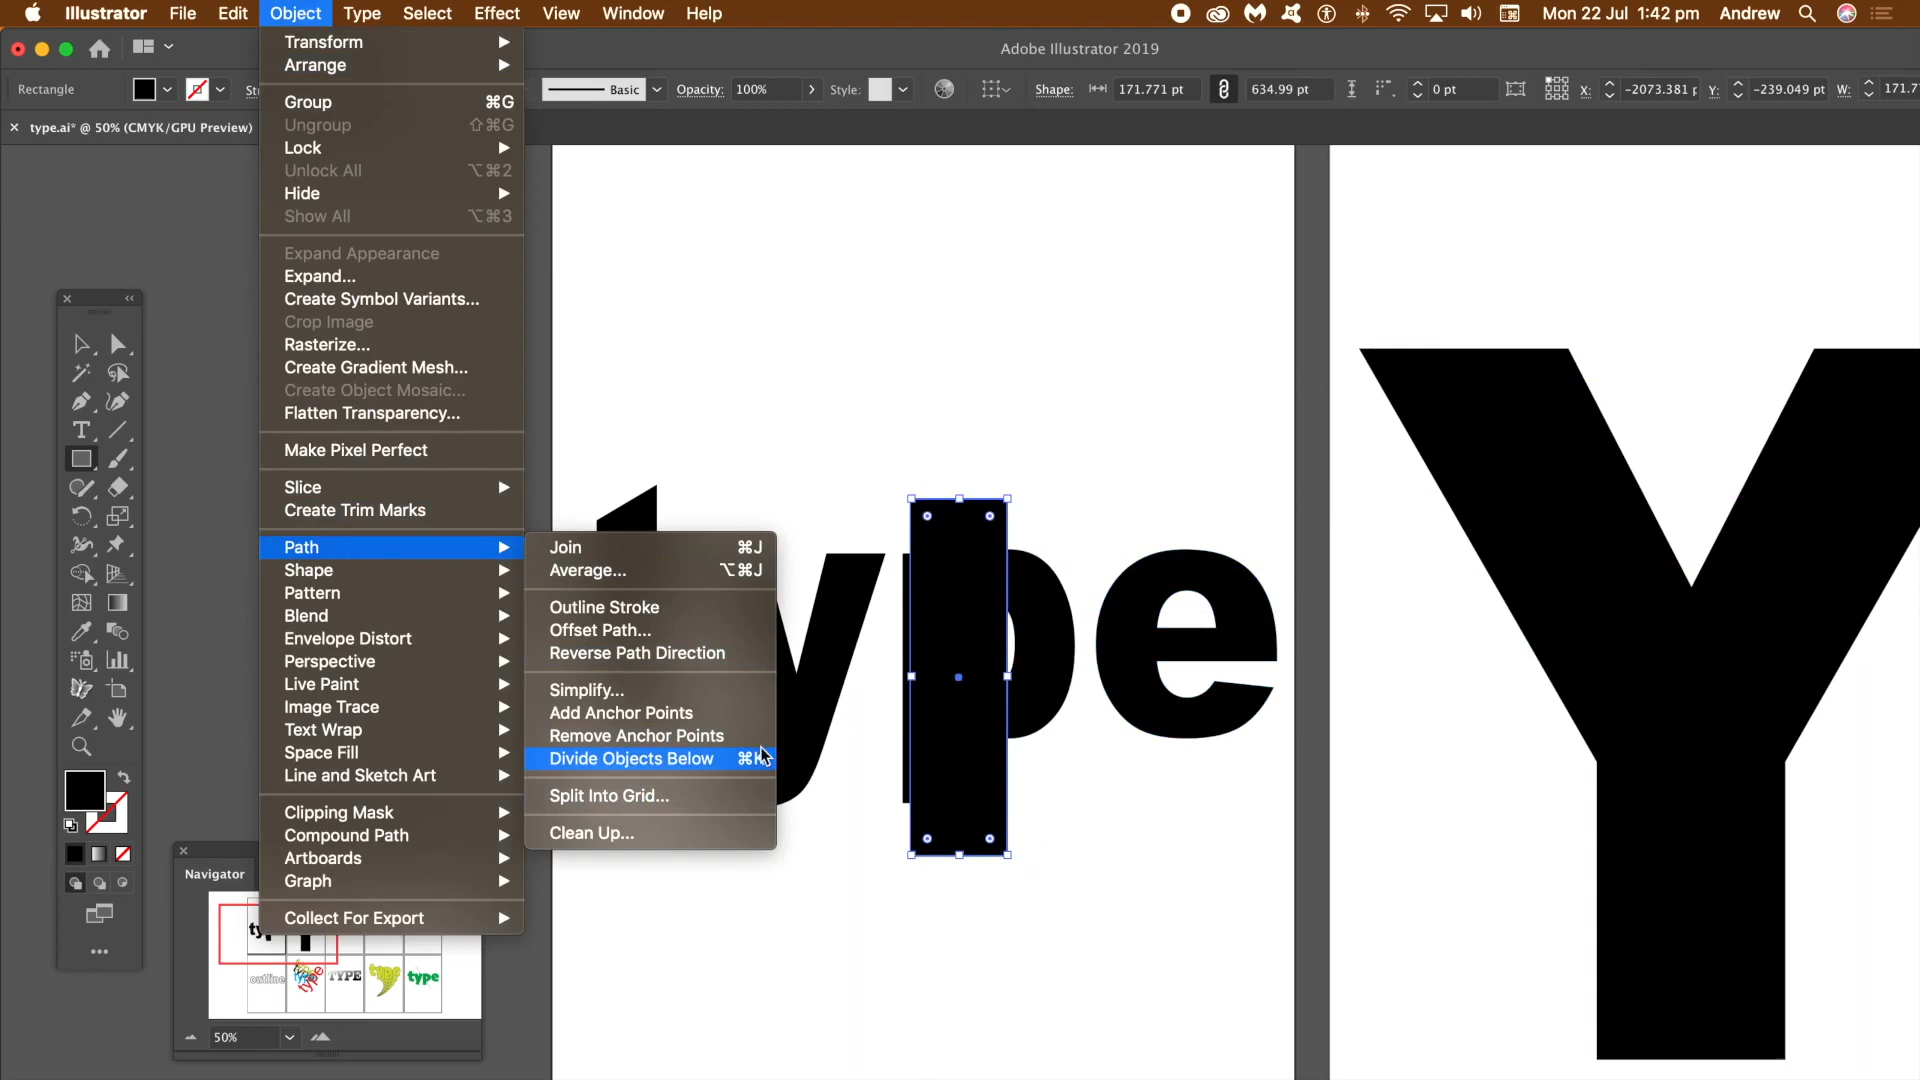 Illustrator File Edit Object Type Select Effect View Window Help Mon 22 Jul 1:42 pm Andrew
Adobe Illustrator 2019
Rectangle Basic Opacity: 100% Style: Shape: 171.771 pt 634.99 pt 0 pt X: -2073.381 Y: -239.049 pt W: 171.7
type.ai* @ 50% (CMYK/GPU Preview)
Transform
Arrange
Group ⌘G
Ungroup ⇧⌘G
Lock
Unlock All ⌥⌘2
Hide
Show All ⌥⌘3
Expand Appearance
Expand...
Create Symbol Variants...
Crop Image
Rasterize...
Create Gradient Mesh...
Create Object Mosaic...
Flatten Transparency...
Make Pixel Perfect
Slice
Create Trim Marks
Path
Shape
Pattern
Blend
Envelope Distort
Perspective
Live Paint
Image Trace
Text Wrap
Space Fill
Line and Sketch Art
Clipping Mask
Compound Path
Artboards
Graph
Collect For Export
Join ⌘J
Average... ⌥⌘J
Outline Stroke
Offset Path...
Reverse Path Direction
Simplify...
Add Anchor Points
Remove Anchor Points
Divide Objects Below
Split Into Grid...
Clean Up...
type
Y
Navigator
outline type TYPE type type
50%